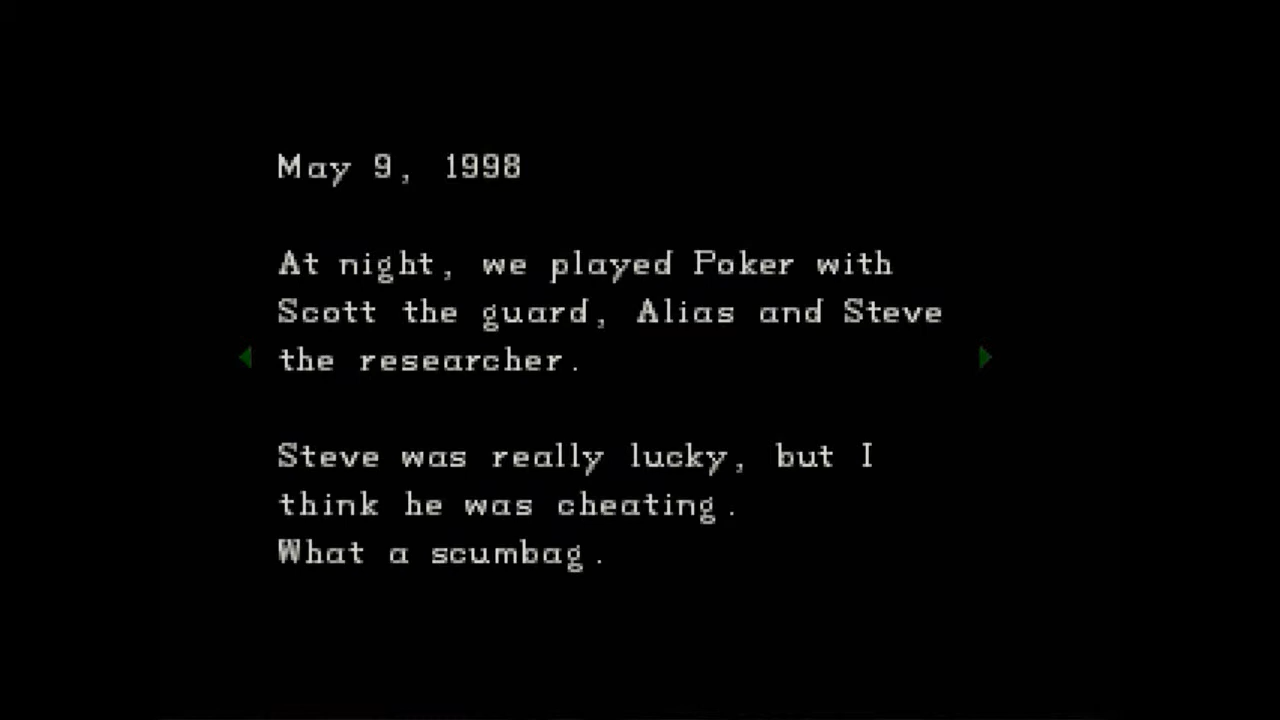 May 9, 1998
At night, we played Poker with
Scott the guard, Alias and Steve
the researcher.
Steve was really lucky, but I
think he was cheating.
What a scumbag.